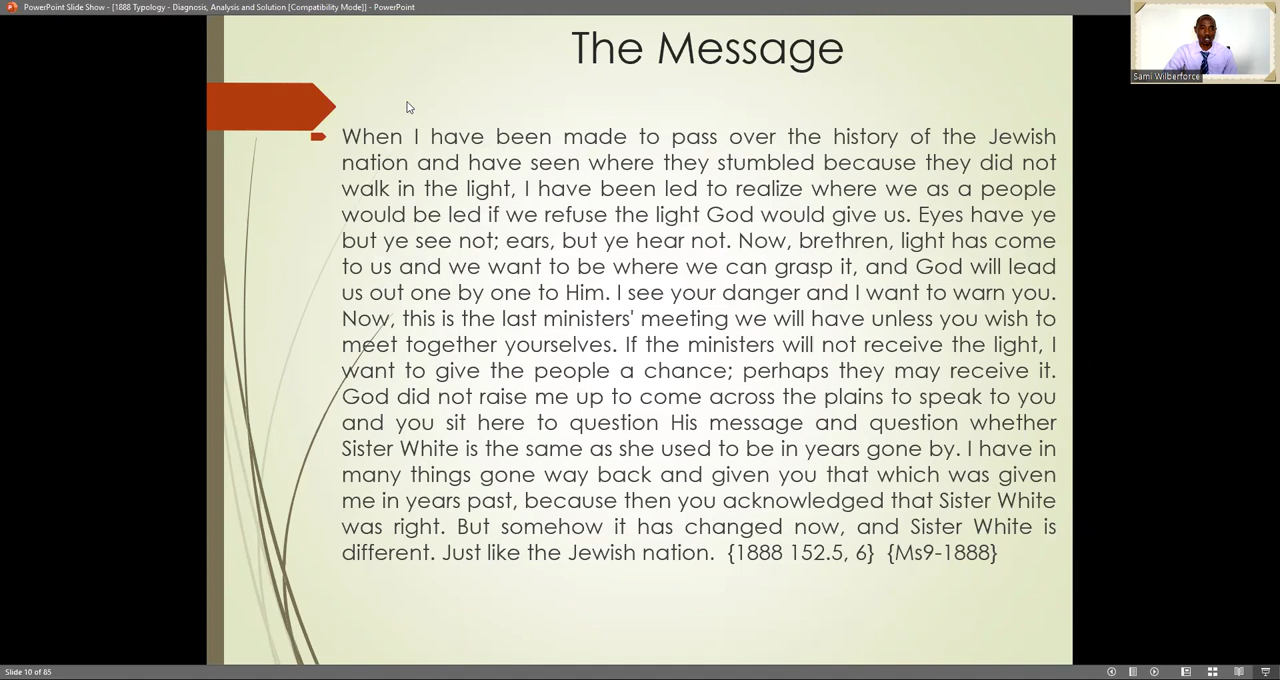 PowerPoint Slide Show - [1888 Typology - Diagnosis, Analysis and Solution [Compatibility Mode]] - PowerPoint
Sami Wilberforce
The Message
When I have been made to pass over the history of the Jewish
nation and have seen where they stumbled because they did not
walk in the light, I have been led to realize where we as a people
would be led if we refuse the light God would give us. Eyes have ye
but ye see not; ears, but ye hear not. Now, brethren, light has come
to us and we want to be where we can grasp it, and God will lead
us out one by one to Him. I see your danger and I want to warn you.
Now, this is the last ministers' meeting we will have unless you wish to
meet together yourselves. If the ministers will not receive the light, I
want to give the people a chance; perhaps they may receive it.
God did not raise me up to come across the plains to speak to you
and you sit here to question His message and question whether
Sister White is the same as she used to be in years gone by. I have in
many things gone way back and given you that which was given
me in years past, because then you acknowledged that Sister White
was right. But somehow it has changed now, and Sister White is
different. Just like the Jewish nation. {1888 152.5, 6} {Ms9-1888}
Slide 10 of 85